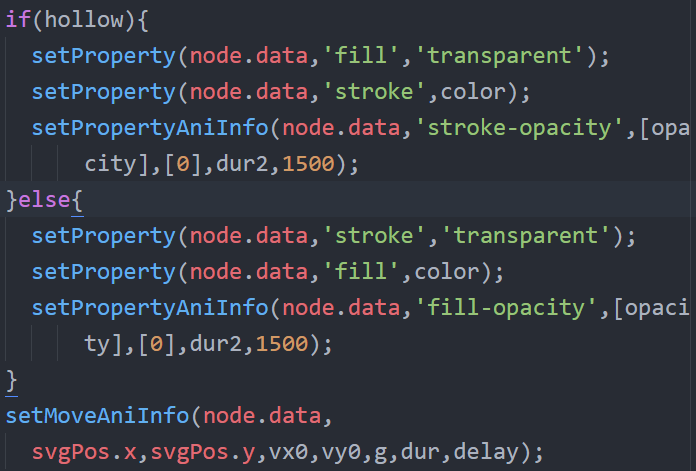 if(hollow){
setProperty(node.data,'fill','transparent');
setProperty(node.data,'stroke',color);
setPropertyAniInfo(node.data,'stroke-opacity',[opa
city],[0],dur2,1500);
}else{
setProperty(node.data,'stroke','transparent');
setProperty(node.data,'fill',color);
setPropertyAniInfo(node.data,'fill-opacity',[opaci
ty],[0],dur2,1500);
}
setMoveAniInfo(node.data,
svgPos.x,svgPos.y,vx0,vy0,g,dur,delay);